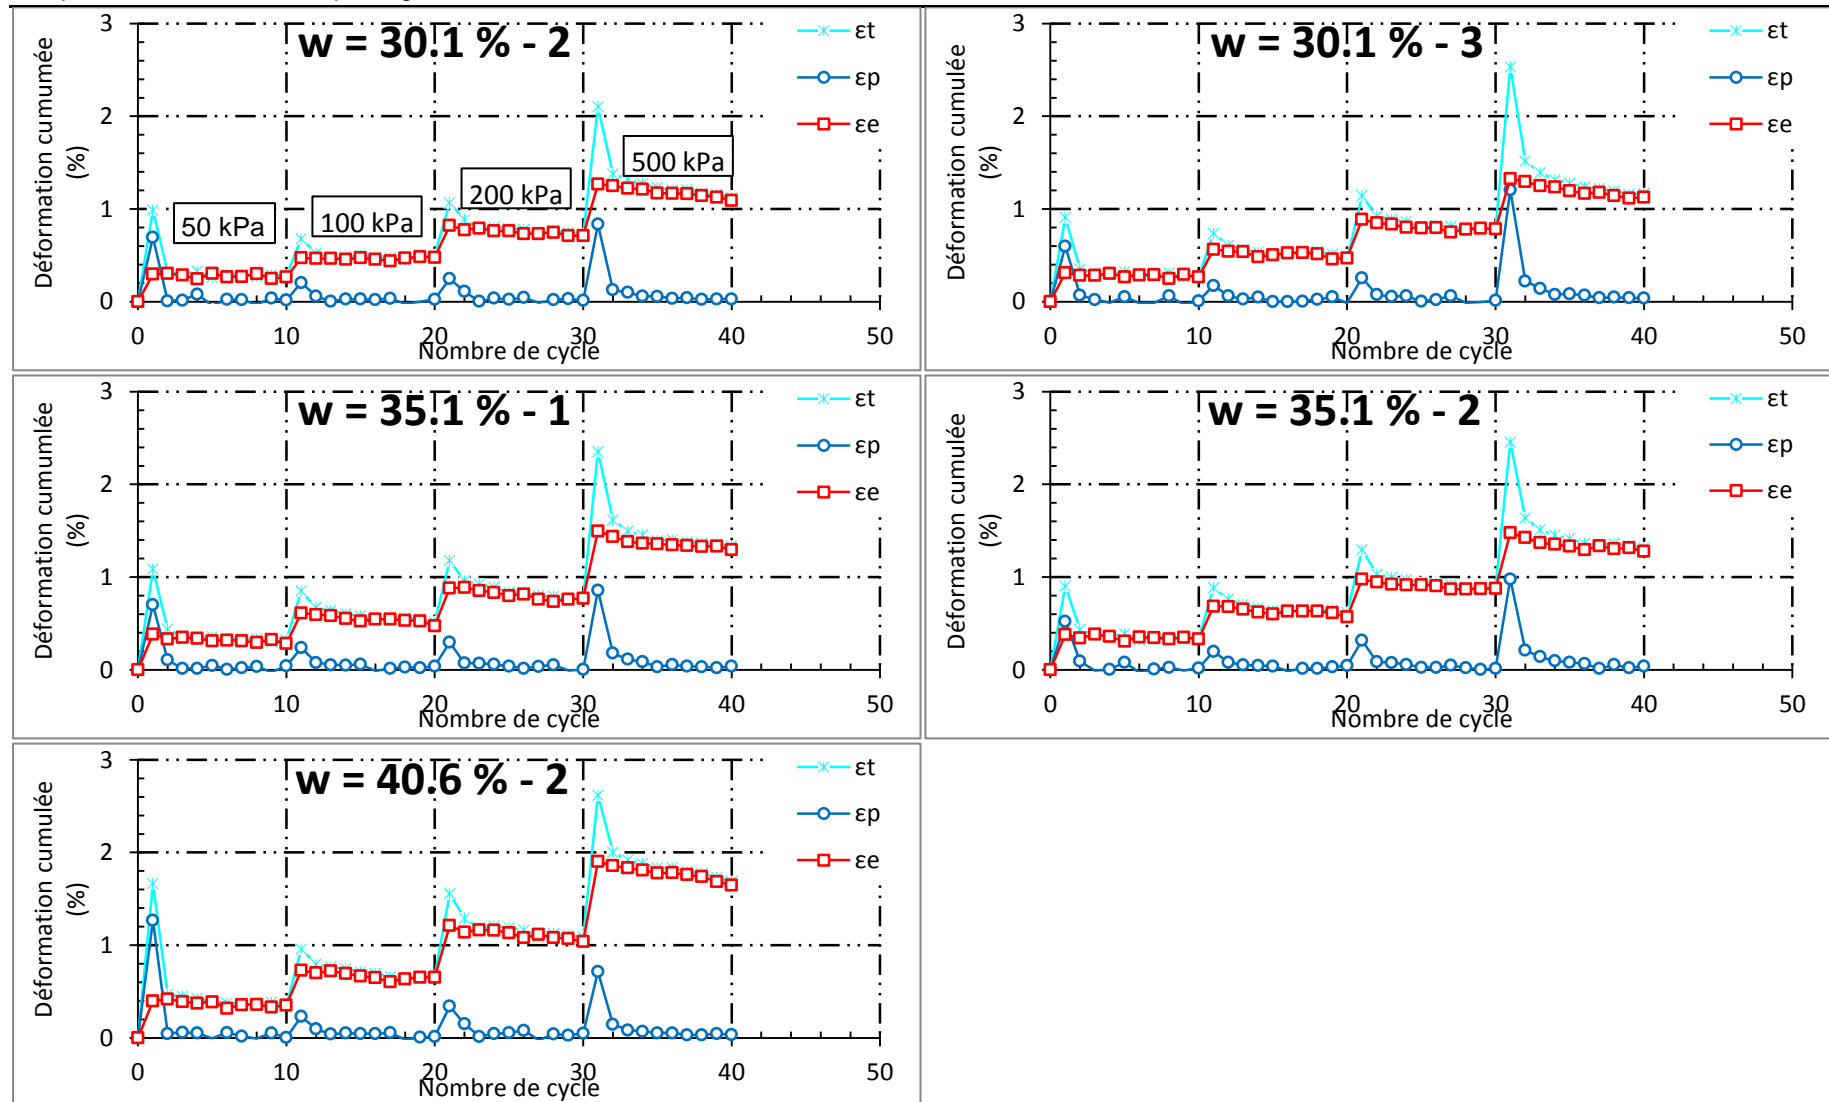 3
2
1
0
0
10
20
30
40
50
Déformation cumumée
(%)
Nombre de cycle
w = 30.1 % - 2
50 kPa
100 kPa
200 kPa
500 kPa
εt
εp
εe
3
2
1
0
0
10
20
30
40
50
Déformation cumulée
(%)
Nombre de cycle
w = 30.1 % - 3
εt
εp
εe
3
2
1
0
0
10
20
30
40
50
Déformation cumumlée
(%)
Nombre de cycle
w = 35.1 % - 1
εt
εp
εe
3
2
1
0
0
10
20
30
40
50
Déformation cumulée
(%)
Nombre de cycle
w = 35.1 % - 2
εt
εp
εe
3
2
1
0
0
10
20
30
40
50
Déformation cumulée
(%)
Nombre de cycle
w = 40.6 % - 2
εt
εp
εe